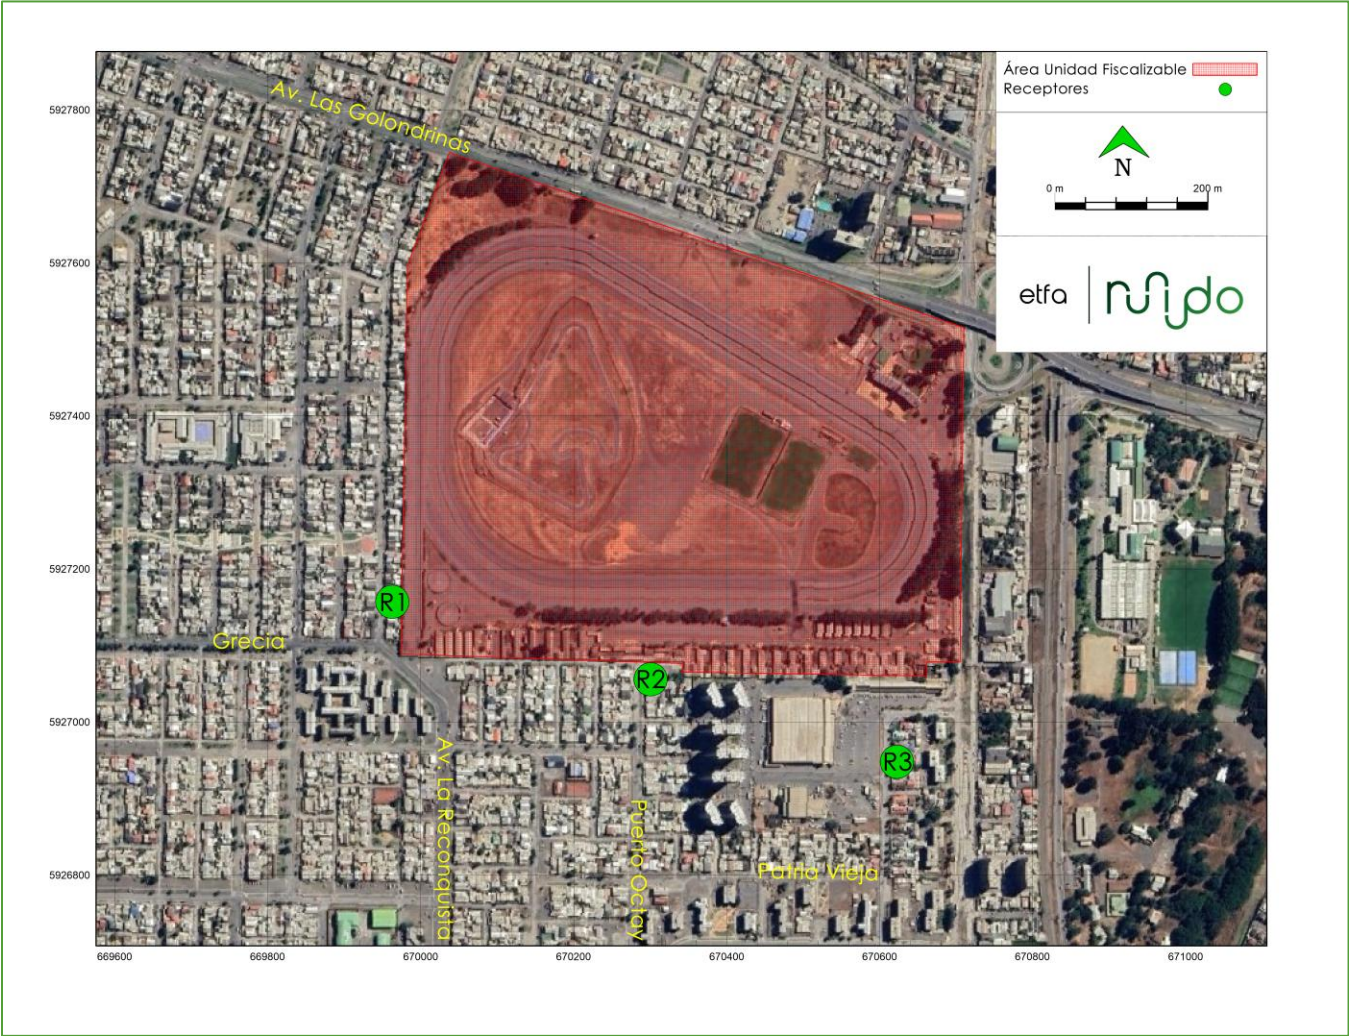 Área Unidad Fiscalizable
Receptores
N
0 m 200 m
etfa | ruido
Av. Las Golondrinas
5927800
5927600
5927400
5927200
5927000
5926800
R1
Grecia
R2
R3
Av. La Reconquista
Puerto Octay
Patria Vieja
669600 669800 670000 670200 670400 670600 670800 671000